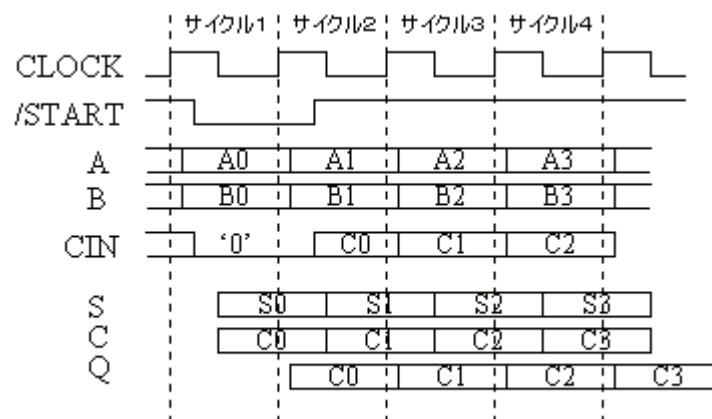 サイクル1 サイクル2 サイクル3 サイクル4
CLOCK
/START
A A0 A1 A2 A3
B B0 B1 B2 B3
CIN ‘0’ C0 C1 C2
S S0 S1 S2 S3
C C0 C1 C2 C3
Q C0 C1 C2 C3